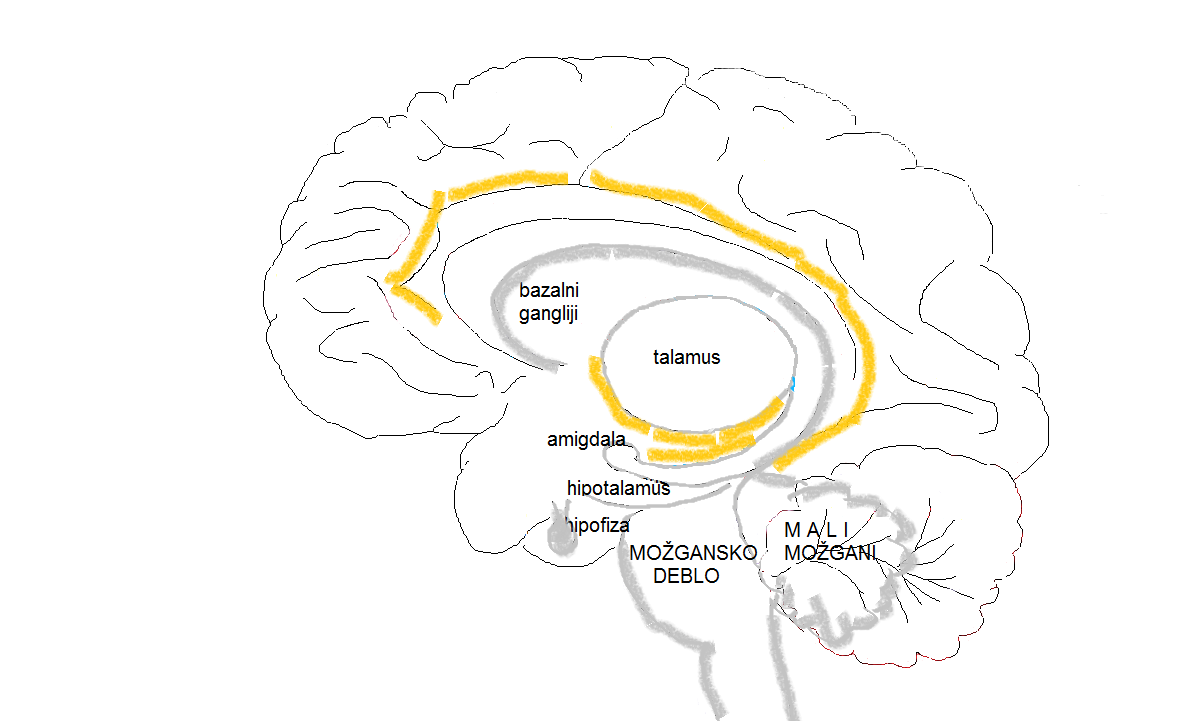 bazalni
gangliji
talamus
amigdala
hipotalamus
hipofiza
MOŽGANSKO
DEBLO
M A L I
MOŽGANI